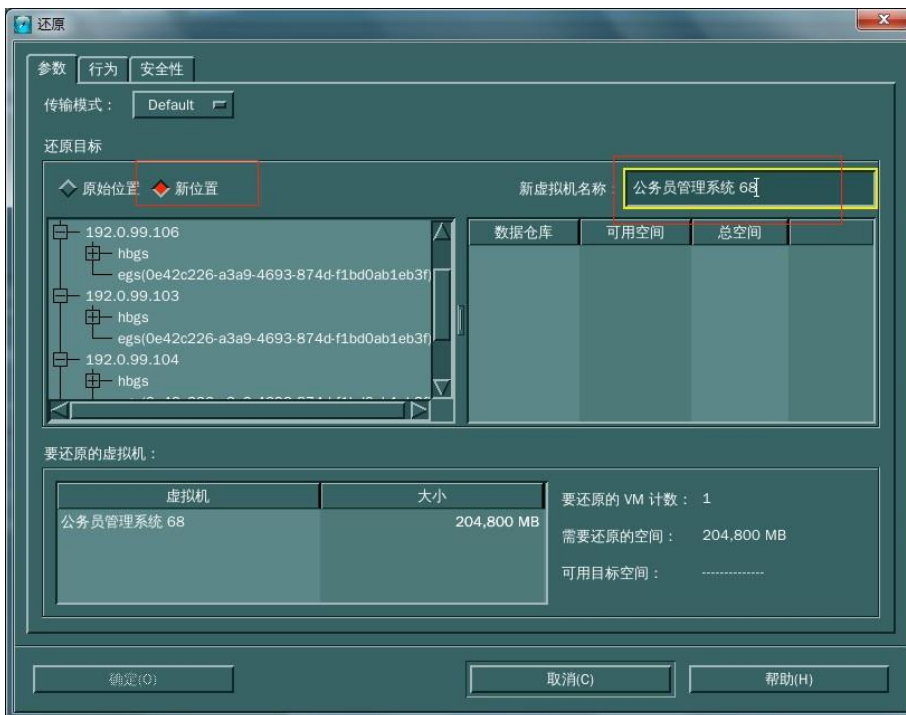 还原
参数 行为 安全性
传输模式： Default
还原目标
原始位置 新位置 新虚拟机名称： 公务员管理系统 68
192.0.99.106
hbgs
egs(0e42c226-a3a9-4693-874d-f1bd0ab1eb3f)
192.0.99.103
hbgs
egs(0e42c226-a3a9-4693-874d-f1bd0ab1eb3f)
192.0.99.104
hbgs
数据仓库 可用空间 总空间
要还原的虚拟机：
虚拟机 大小
公务员管理系统 68 204,800 MB
要还原的 VM 计数： 1
需要还原的空间： 204,800 MB
可用目标空间： --------------
确定(O) 取消(C) 帮助(H)